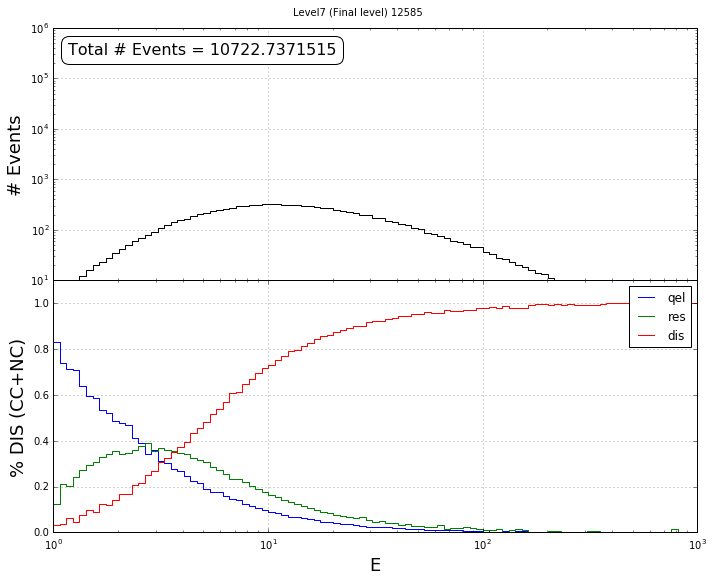 Level7 (Final level) 12585
Total # Events = 10722.7371515
# Events
10^6
10^5
10^4
10^3
10^2
10^1
% DIS (CC+NC)
1.0
0.8
0.6
0.4
0.2
0.0
qel
res
dis
10^0
10^1
10^2
10^3
E